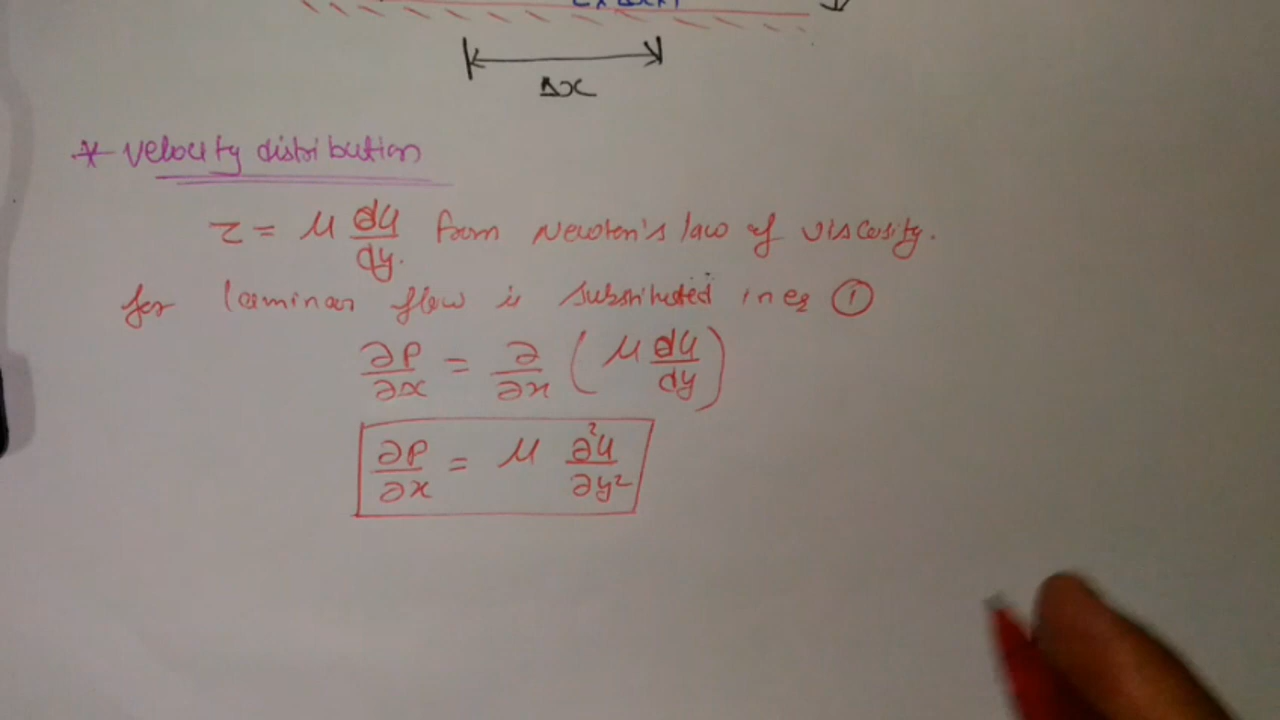 Δx
* Velocity distribution
τ = μ du/dy. from Newton's law of viscosity.
for laminar flow is substituted in eq ①
∂P/∂x = ∂/∂x ( μ du/dy )
∂P/∂x = μ ∂²u/∂y²